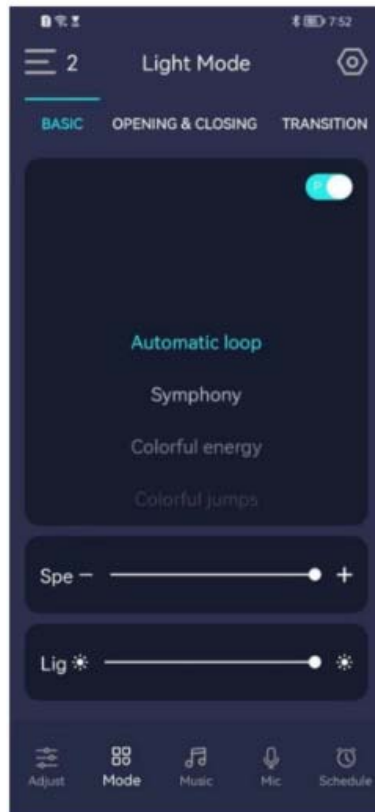 7:52
2 Light Mode
BASIC OPENING & CLOSING TRANSITION
P
Automatic loop
Symphony
Colorful energy
Colorful jumps
Spe − +
Lig
Adjust Mode Music Mic Schedule